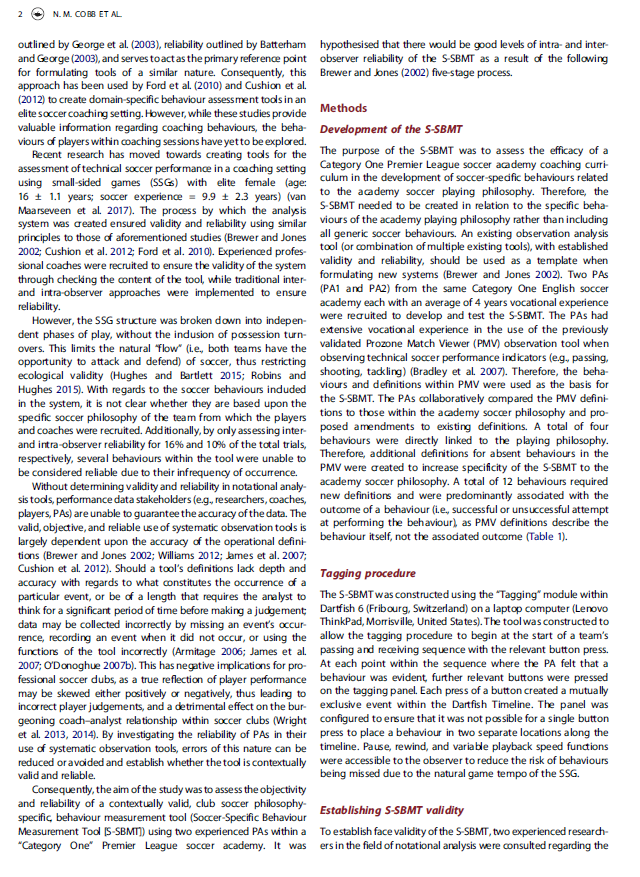 2 N. M. COBB ET AL.
outlined by George et al. (2003), reliability outlined by Batterham
and George (2003), and serves to act as the primary reference point
for formulating tools of a similar nature. Consequently, this
approach has been used by Ford et al. (2010) and Cushion et al.
(2012) to create domain-specific behaviour assessment tools in an
elite soccer coaching setting. However, while these studies provide
valuable information regarding coaching behaviours, the beha-
viours of players within coaching sessions have yet to be explored.
Recent research has moved towards creating tools for the
assessment of technical soccer performance in a coaching setting
using small-sided games (SSGs) with elite female (age:
16 ± 1.1 years; soccer experience = 9.9 ± 2.3 years) (van
Maarseveen et al. 2017). The process by which the analysis
system was created ensured validity and reliability using similar
principles to those of aforementioned studies (Brewer and Jones
2002; Cushion et al. 2012; Ford et al. 2010). Experienced profes-
sional coaches were recruited to ensure the validity of the system
through checking the content of the tool, while traditional inter-
and intra-observer approaches were implemented to ensure
reliability.
However, the SSG structure was broken down into indepen-
dent phases of play, without the inclusion of possession turn-
overs. This limits the natural “flow” (i.e., both teams have the
opportunity to attack and defend) of soccer, thus restricting
ecological validity (Hughes and Bartlett 2015; Robins and
Hughes 2015). With regards to the soccer behaviours included
in the system, it is not clear whether they are based upon the
specific soccer philosophy of the team from which the players
and coaches were recruited. Additionally, by only assessing inter-
and intra-observer reliability for 16% and 10% of the total trials,
respectively, several behaviours within the tool were unable to
be considered reliable due to their infrequency of occurrence.
Without determining validity and reliability in notational analy-
sis tools, performance data stakeholders (e.g., researchers, coaches,
players, PAs) are unable to guarantee the accuracy of the data. The
valid, objective, and reliable use of systematic observation tools is
largely dependent upon the accuracy of the operational defini-
tions (Brewer and Jones 2002; Williams 2012; James et al. 2007;
Cushion et al. 2012). Should a tool’s definitions lack depth and
accuracy with regards to what constitutes the occurrence of a
particular event, or be of a length that requires the analyst to
think for a significant period of time before making a judgement;
data may be collected incorrectly by missing an event’s occur-
rence, recording an event when it did not occur, or using the
functions of the tool incorrectly (Armitage 2006; James et al.
2007; O’Donoghue 2007b). This has negative implications for pro-
fessional soccer clubs, as a true reflection of player performance
may be skewed either positively or negatively, thus leading to
incorrect player judgements, and a detrimental effect on the bur-
geoning coach–analyst relationship within soccer clubs (Wright
et al. 2013, 2014). By investigating the reliability of PAs in their
use of systematic observation tools, errors of this nature can be
reduced or avoided and establish whether the tool is contextually
valid and reliable.
Consequently, the aim of the study was to assess the objectivity
and reliability of a contextually valid, club soccer philosophy-
specific, behaviour measurement tool (Soccer-Specific Behaviour
Measurement Tool [S-SBMT]) using two experienced PAs within a
“Category One” Premier League soccer academy. It was
hypothesised that there would be good levels of intra- and inter-
observer reliability of the S-SBMT as a result of the following
Brewer and Jones (2002) five-stage process.
Methods
Development of the S-SBMT
The purpose of the S-SBMT was to assess the efficacy of a
Category One Premier League soccer academy coaching curri-
culum in the development of soccer-specific behaviours related
to the academy soccer playing philosophy. Therefore, the
S-SBMT needed to be created in relation to the specific beha-
viours of the academy playing philosophy rather than including
all generic soccer behaviours. An existing observation analysis
tool (or combination of multiple existing tools), with established
validity and reliability, should be used as a template when
formulating new systems (Brewer and Jones 2002). Two PAs
(PA1 and PA2) from the same Category One English soccer
academy each with an average of 4 years vocational experience
were recruited to develop and test the S-SBMT. The PAs had
extensive vocational experience in the use of the previously
validated Prozone Match Viewer (PMV) observation tool when
observing technical soccer performance indicators (e.g., passing,
shooting, tackling) (Bradley et al. 2007). Therefore, the beha-
viours and definitions within PMV were used as the basis for
the S-SBMT. The PAs collaboratively compared the PMV defini-
tions to those within the academy soccer philosophy and pro-
posed amendments to existing definitions. A total of four
behaviours were directly linked to the playing philosophy.
Therefore, additional definitions for absent behaviours in the
PMV were created to increase specificity of the S-SBMT to the
academy soccer philosophy. A total of 12 behaviours required
new definitions and were predominantly associated with the
outcome of a behaviour (i.e., successful or unsuccessful attempt
at performing the behaviour), as PMV definitions describe the
behaviour itself, not the associated outcome (Table 1).
Tagging procedure
The S-SBMT was constructed using the “Tagging” module within
Dartfish 6 (Fribourg, Switzerland) on a laptop computer (Lenovo
ThinkPad, Morrisville, United States). The tool was constructed to
allow the tagging procedure to begin at the start of a team’s
passing and receiving sequence with the relevant button press.
At each point within the sequence where the PA felt that a
behaviour was evident, further relevant buttons were pressed
on the tagging panel. Each press of a button created a mutually
exclusive event within the Dartfish Timeline. The panel was
configured to ensure that it was not possible for a single button
press to place a behaviour in two separate locations along the
timeline. Pause, rewind, and variable playback speed functions
were accessible to the observer to reduce the risk of behaviours
being missed due to the natural game tempo of the SSG.
Establishing S-SBMT validity
To establish face validity of the S-SBMT, two experienced research-
ers in the field of notational analysis were consulted regarding the